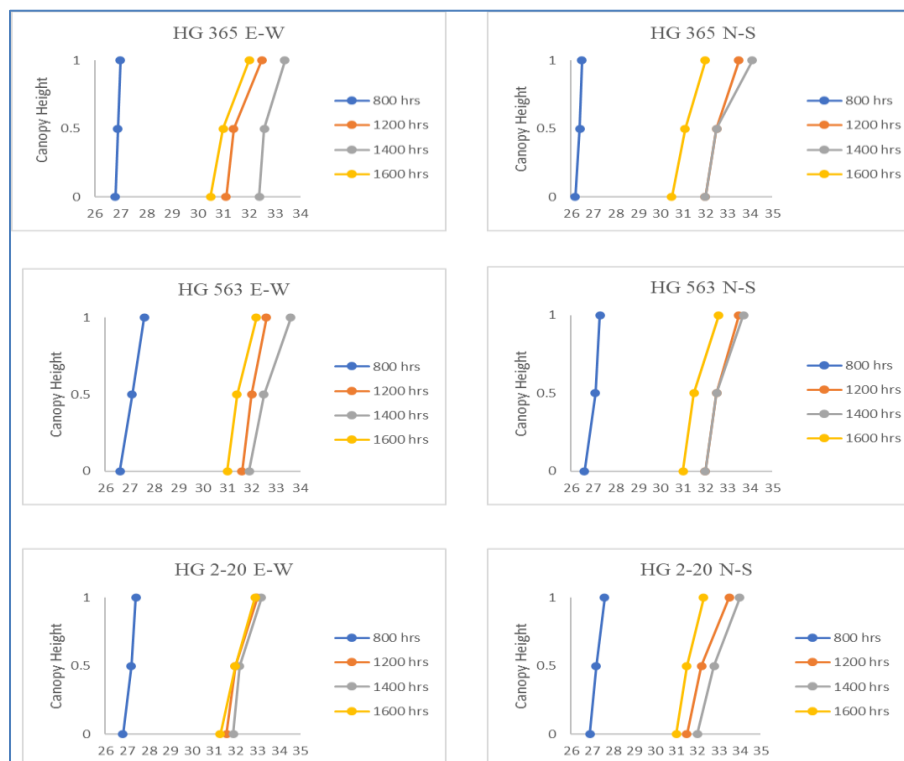 HG 365 E-W
Canopy Height
1
0.5
0
26 27 28 29 30 31 32 33 34
800 hrs
1200 hrs
1400 hrs
1600 hrs
HG 365 N-S
Canopy Height
1
0.5
0
26 27 28 29 30 31 32 33 34 35
800 hrs
1200 hrs
1400 hrs
1600 hrs
HG 563 E-W
Canopy Height
1
0.5
0
26 27 28 29 30 31 32 33 34
800 hrs
1200 hrs
1400 hrs
1600 hrs
HG 563 N-S
Canopy Height
1
0.5
0
26 27 28 29 30 31 32 33 34 35
800 hrs
1200 hrs
1400 hrs
1600 hrs
HG 2-20 E-W
Canopy Height
1
0.5
0
26 27 28 29 30 31 32 33 34 35
800 hrs
1200 hrs
1400 hrs
1600 hrs
HG 2-20 N-S
Canopy Height
1
0.5
0
26 27 28 29 30 31 32 33 34 35
800 hrs
1200 hrs
1400 hrs
1600 hrs